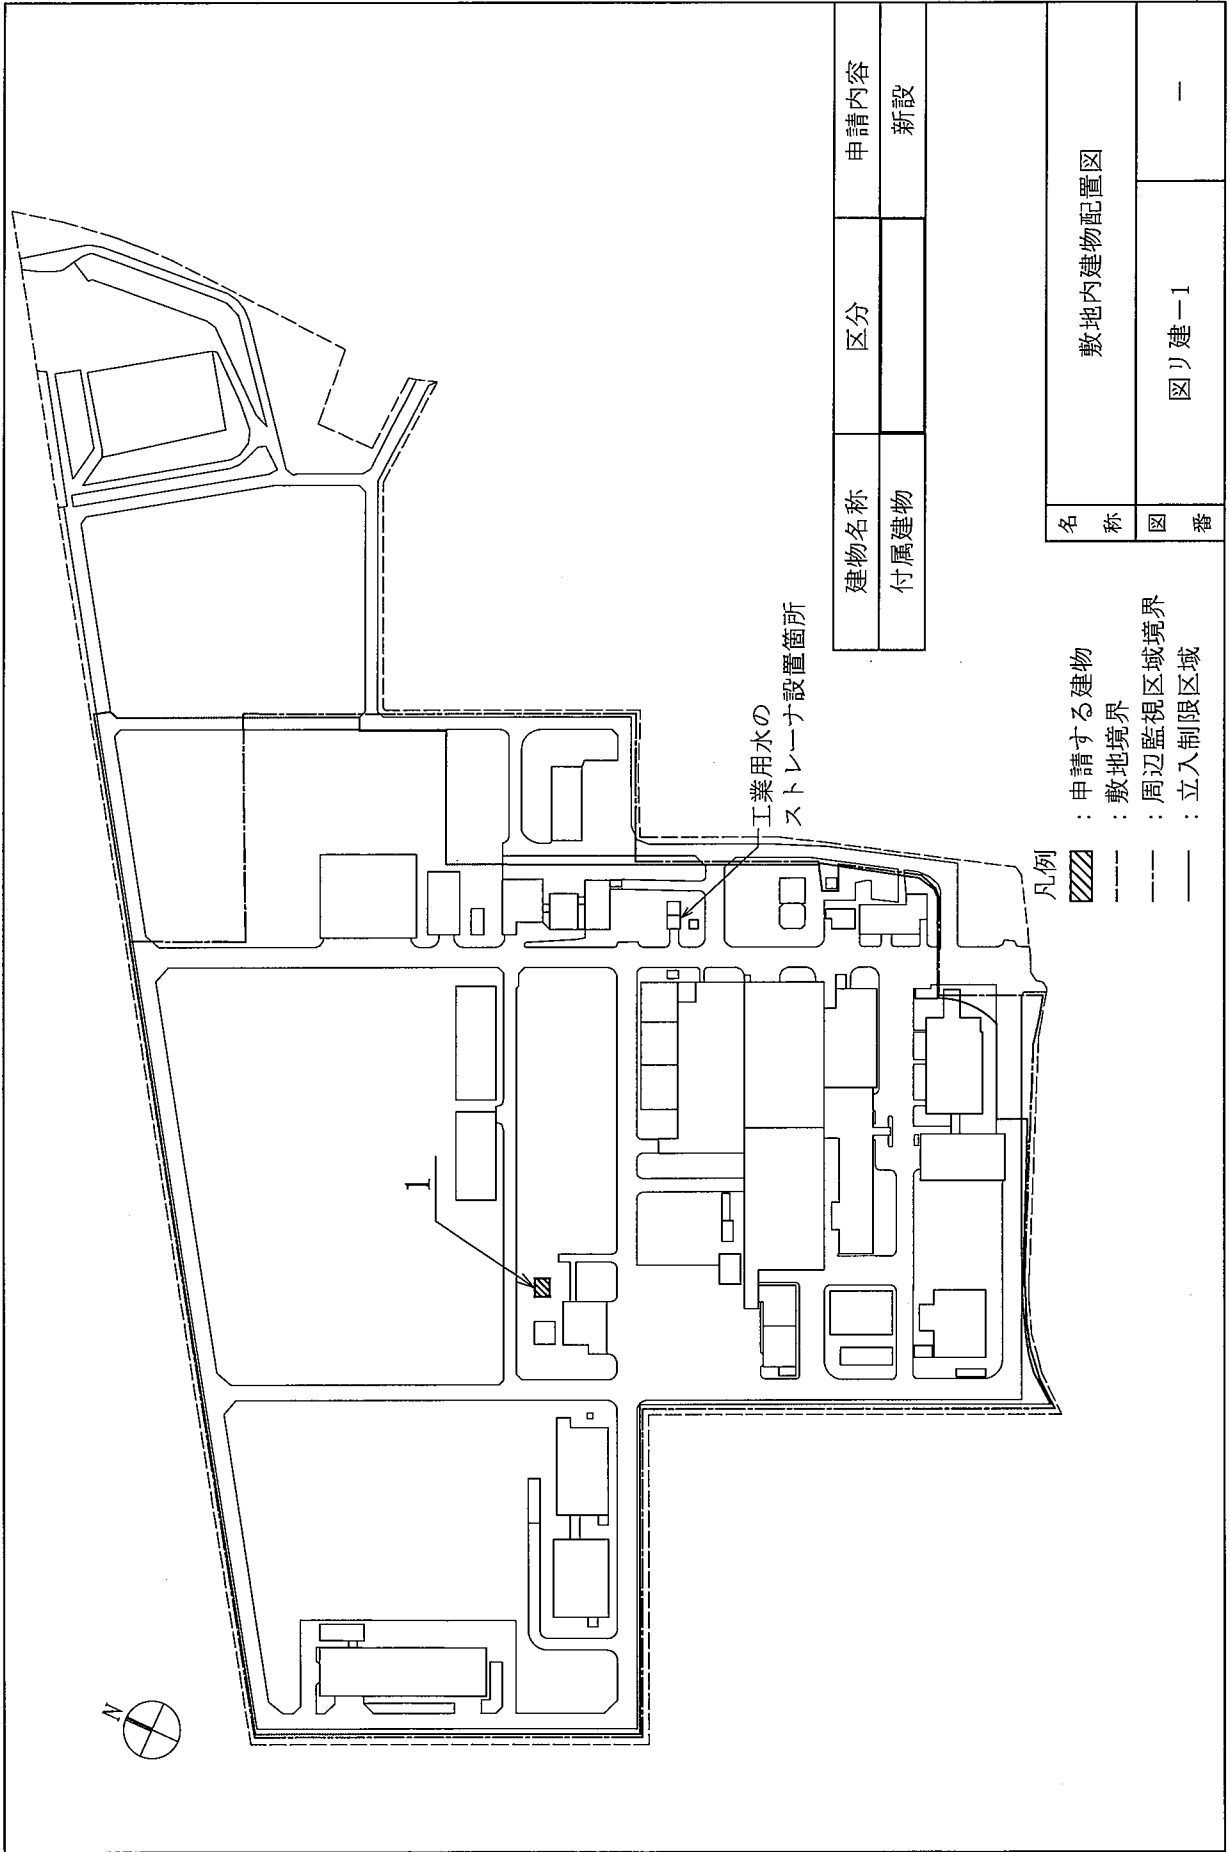 N
1
工業用水の
ストレーナ設置箇所
建物名称 区分 申請内容
付属建物 新設
凡例
：申請する建物
：敷地境界
：周辺監視区域境界
：立入制限区域
名称 敷地内建物配置図
図番 図リ建－1 －